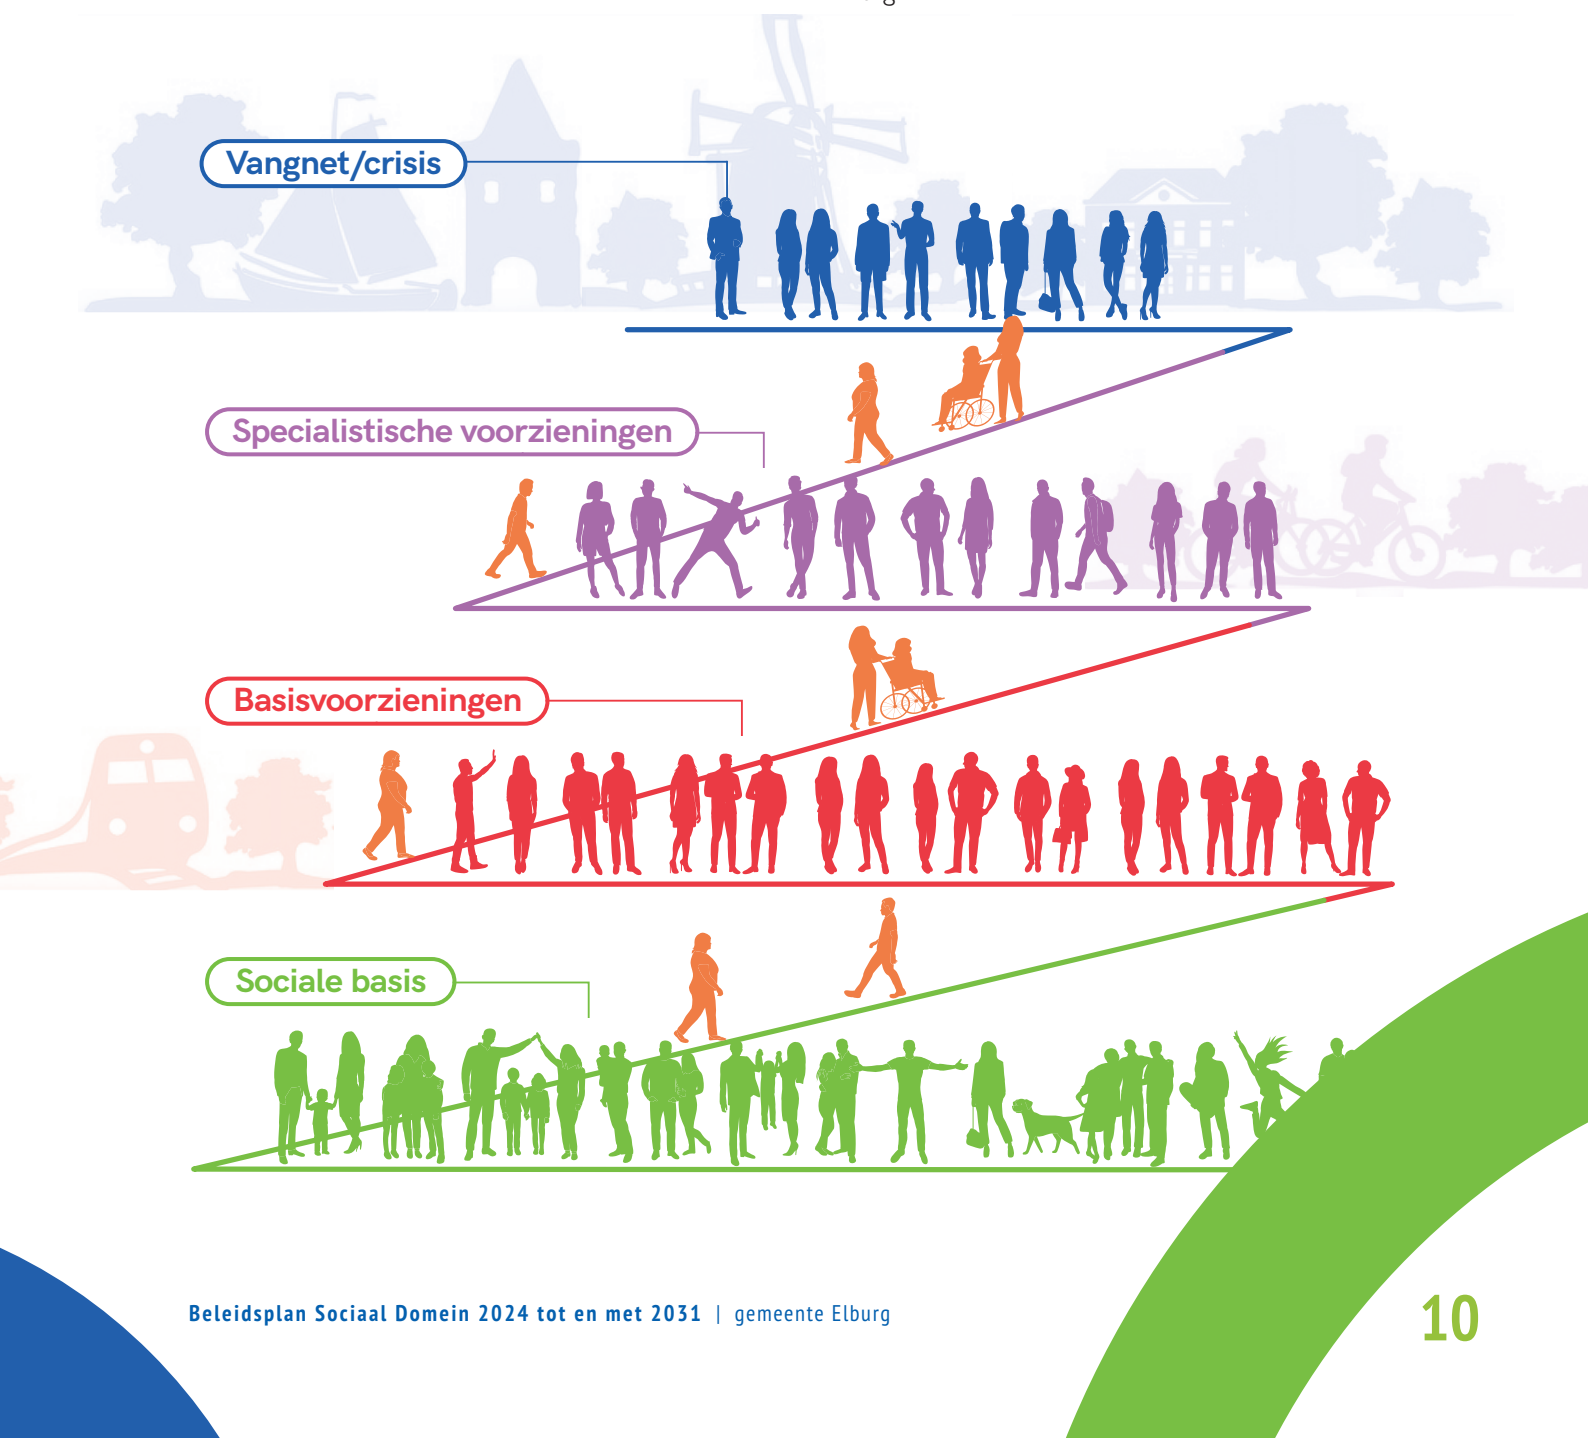 Vangnet/crisis
Specialistische voorzieningen
Basisvoorzieningen
Sociale basis
Beleidsplan Sociaal Domein 2024 tot en met 2031 | gemeente Elburg
10